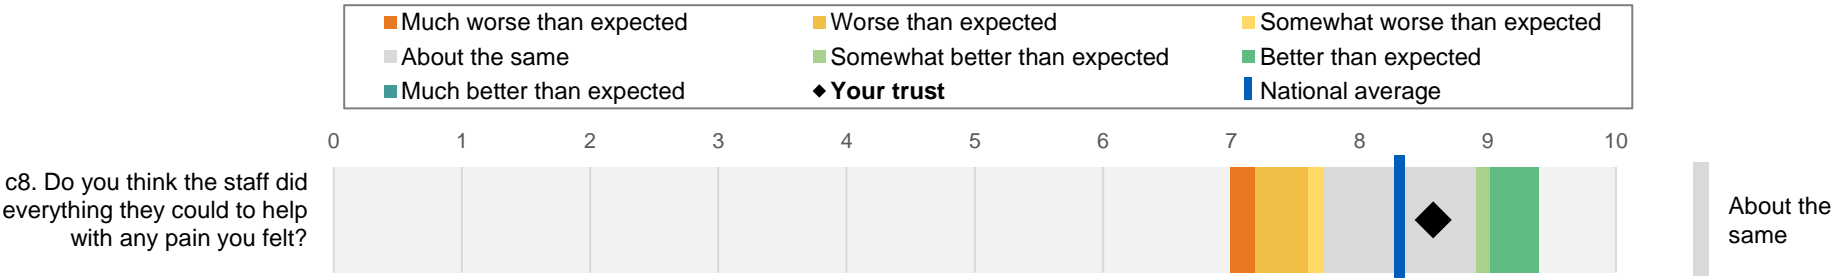 Much worse than expected Worse than expected Somewhat worse than expected
About the same Somewhat better than expected Better than expected
Much better than expected Your trust National average
0 1 2 3 4 5 6 7 8 9 10
c8. Do you think the staff did
everything they could to help
with any pain you felt?
About the
same